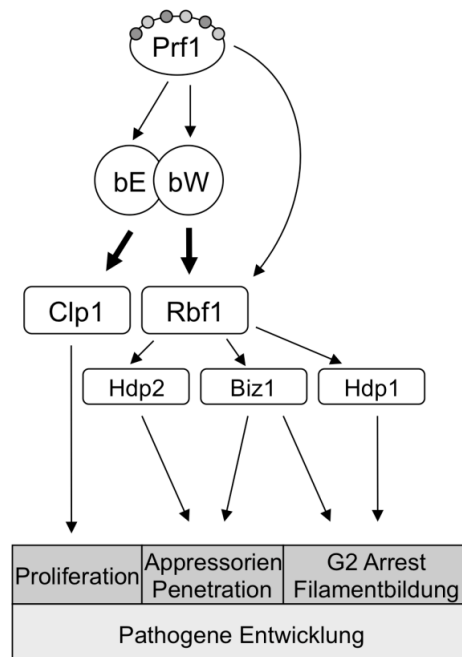 Prf1
bE bW
Clp1 Rbf1
Hdp2 Biz1 Hdp1
Proliferation
Appressorien
Penetration
G2 Arrest
Filamentbildung
Pathogene Entwicklung